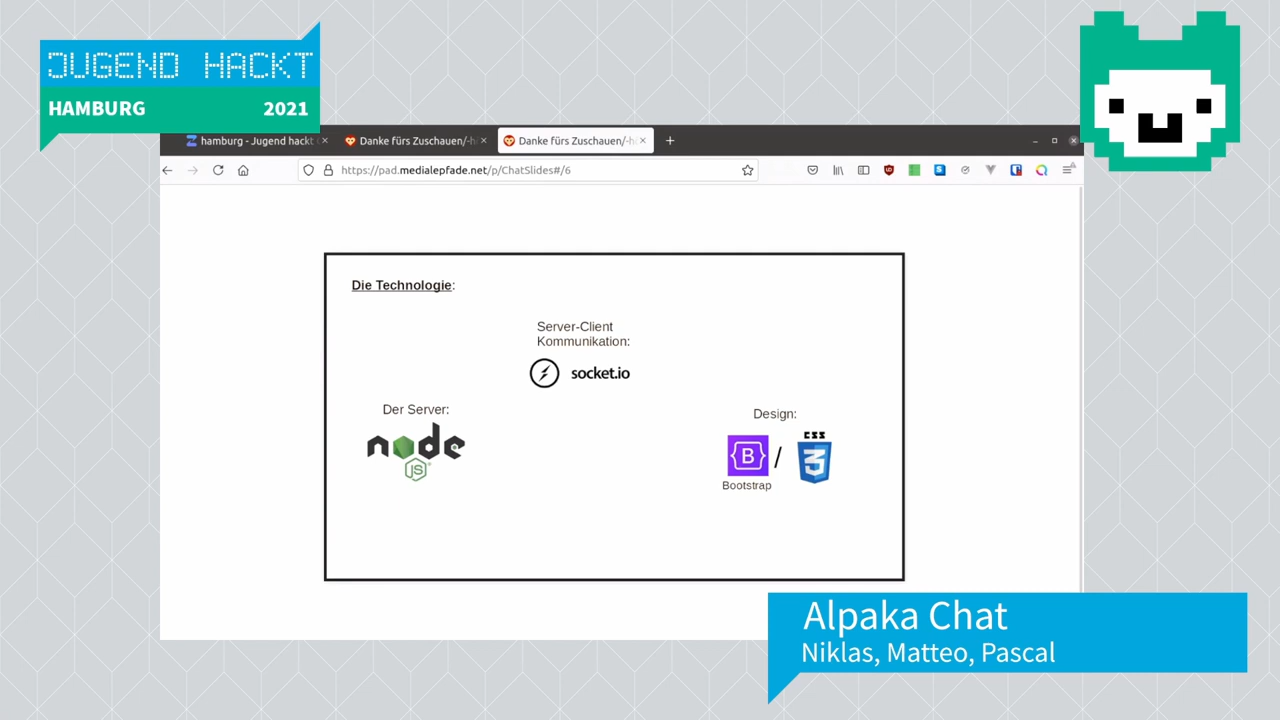 JUGEND HACKT
HAMBURG 2021
hamburg - Jugend hackt
Danke fürs Zuschauen/-h
Danke fürs Zuschauen/-h
https://pad.medialepfade.net/p/ChatSlides#/6
Die Technologie:
Server-Client
Kommunikation:
socket.io
Der Server:
node
JS
Design:
B / CSS
3
Bootstrap
Alpaka Chat
Niklas, Matteo, Pascal